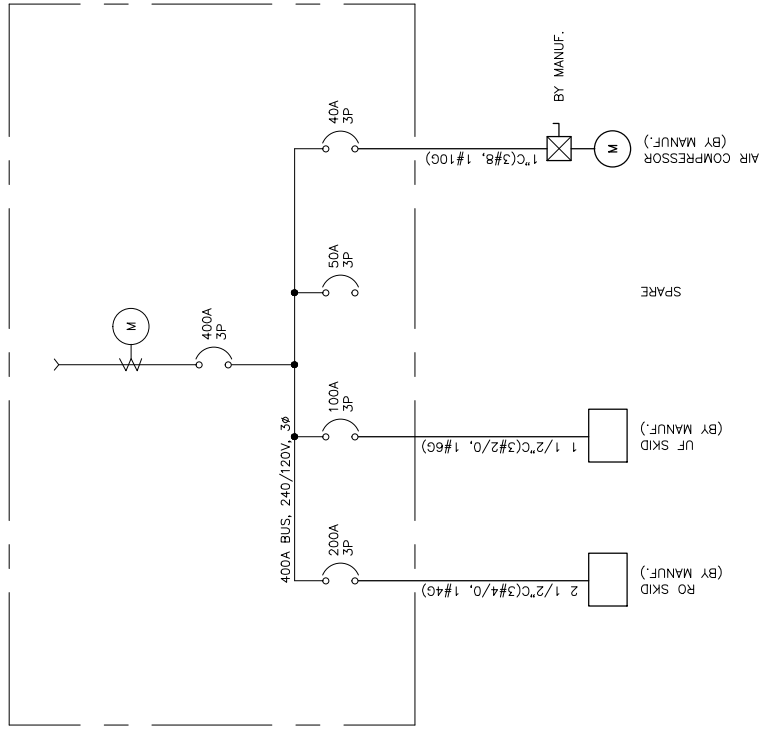 M
400A
3P
400A BUS, 240/120V, 3ø
200A
3P
100A
3P
50A
3P
40A
3P
2 1/2"C(3#4/0, 1#4G)
1 1/2"C(3#2/0, 1#6G)
1"C(3#8, 1#10G)
BY MANUF.
M
RO SKID
(BY MANUF.)
UF SKID
(BY MANUF.)
SPARE
AIR COMPRESSOR
(BY MANUF.)